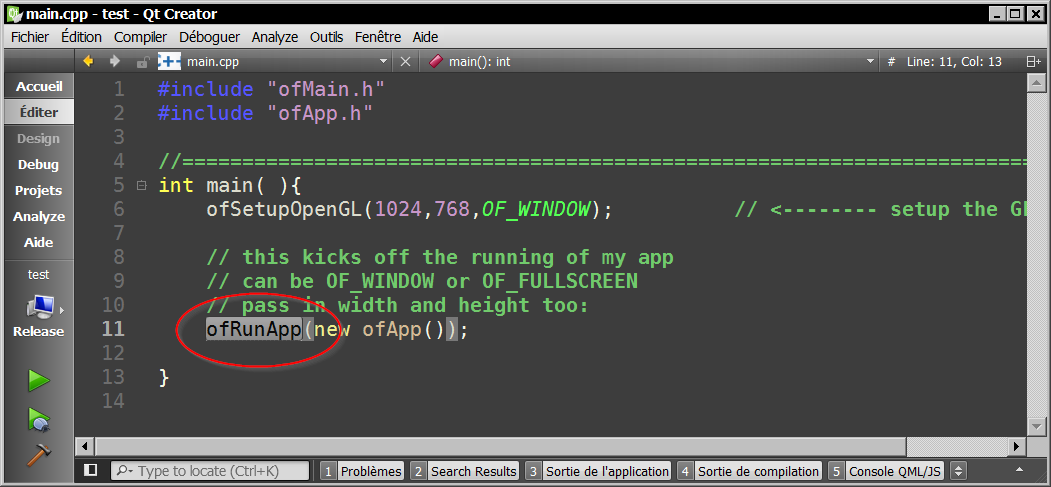 main.cpp - test - Qt Creator
Fichier Édition Compiler Déboguer Analyze Outils Fenêtre Aide
main.cpp main(): int # Line: 11, Col: 13
Accueil
Éditer
Design
Debug
Projets
Analyze
Aide
test
Release
1 #include "ofMain.h"
2 #include "ofApp.h"
3
4 //========================================================================
5 int main( ){
6 ofSetupOpenGL(1024,768,OF_WINDOW); // <-------- setup the GL
7
8 // this kicks off the running of my app
9 // can be OF_WINDOW or OF_FULLSCREEN
10 // pass in width and height too:
11 ofRunApp(new ofApp());
12
13 }
14
Type to locate (Ctrl+K) 1 Problèmes 2 Search Results 3 Sortie de l'application 4 Sortie de compilation 5 Console QML/JS